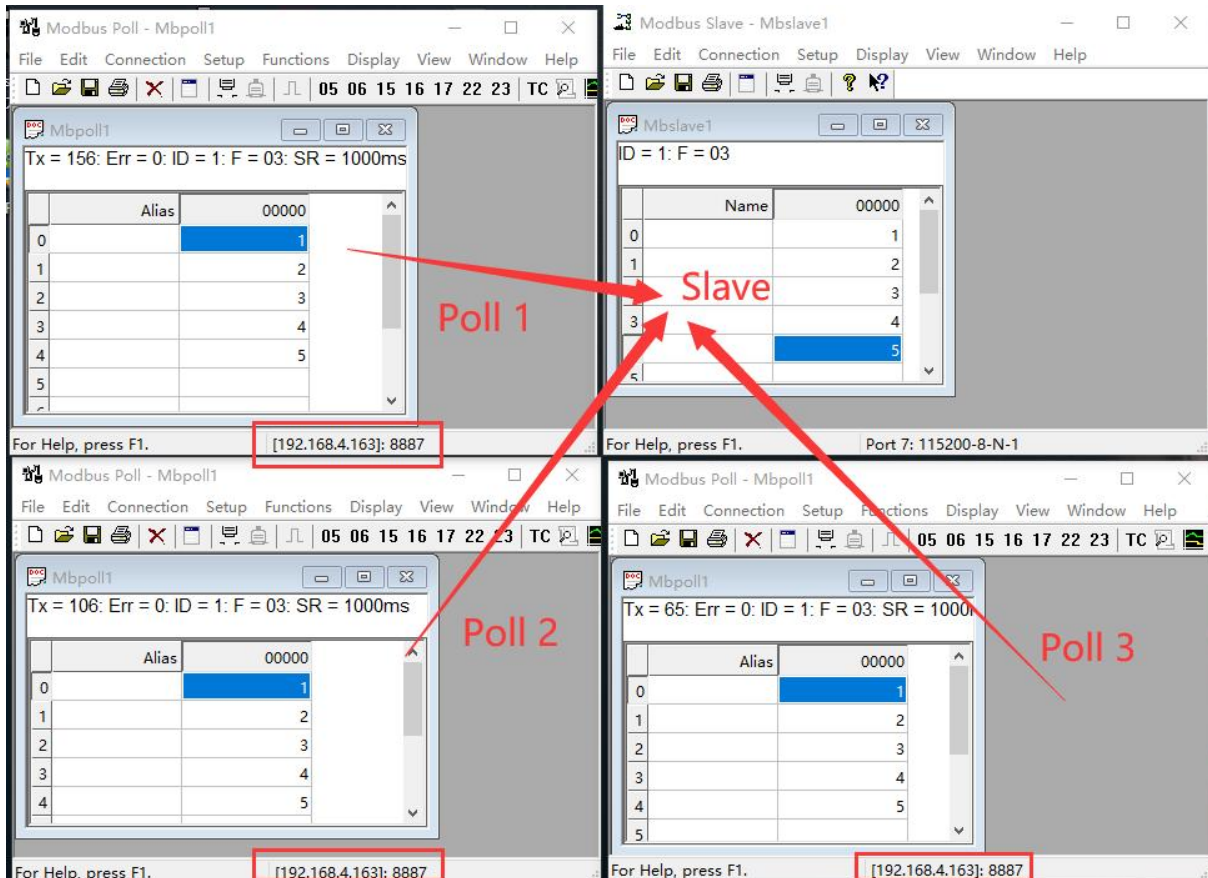 Modbus Poll - Mbpoll1
File Edit Connection Setup Functions Display View Window Help
05 06 15 16 17 22 23 TC
Mbpoll1
Tx = 156: Err = 0: ID = 1: F = 03: SR = 1000ms
Alias 00000
0 1
1 2
2 3
3 4
4 5
5
For Help, press F1. [192.168.4.163]: 8887
Poll 1
Modbus Slave - Mbslave1
File Edit Connection Setup Display View Window Help
Mbslave1
ID = 1: F = 03
Name 00000
0 1
1 2
3
3 4
5
5
Slave
For Help, press F1. Port 7: 115200-8-N-1
Modbus Poll - Mbpoll1
File Edit Connection Setup Functions Display View Window Help
05 06 15 16 17 22 23 TC
Mbpoll1
Tx = 106: Err = 0: ID = 1: F = 03: SR = 1000ms
Alias 00000
0 1
1 2
2 3
3 4
4 5
Poll 2
For Help, press F1. [192.168.4.163]: 8887
Modbus Poll - Mbpoll1
File Edit Connection Setup Functions Display View Window Help
05 06 15 16 17 22 23 TC
Mbpoll1
Tx = 65: Err = 0: ID = 1: F = 03: SR = 1000
Alias 00000
0 1
1 2
2 3
3 4
4 5
5
Poll 3
For Help, press F1. [192.168.4.163]: 8887